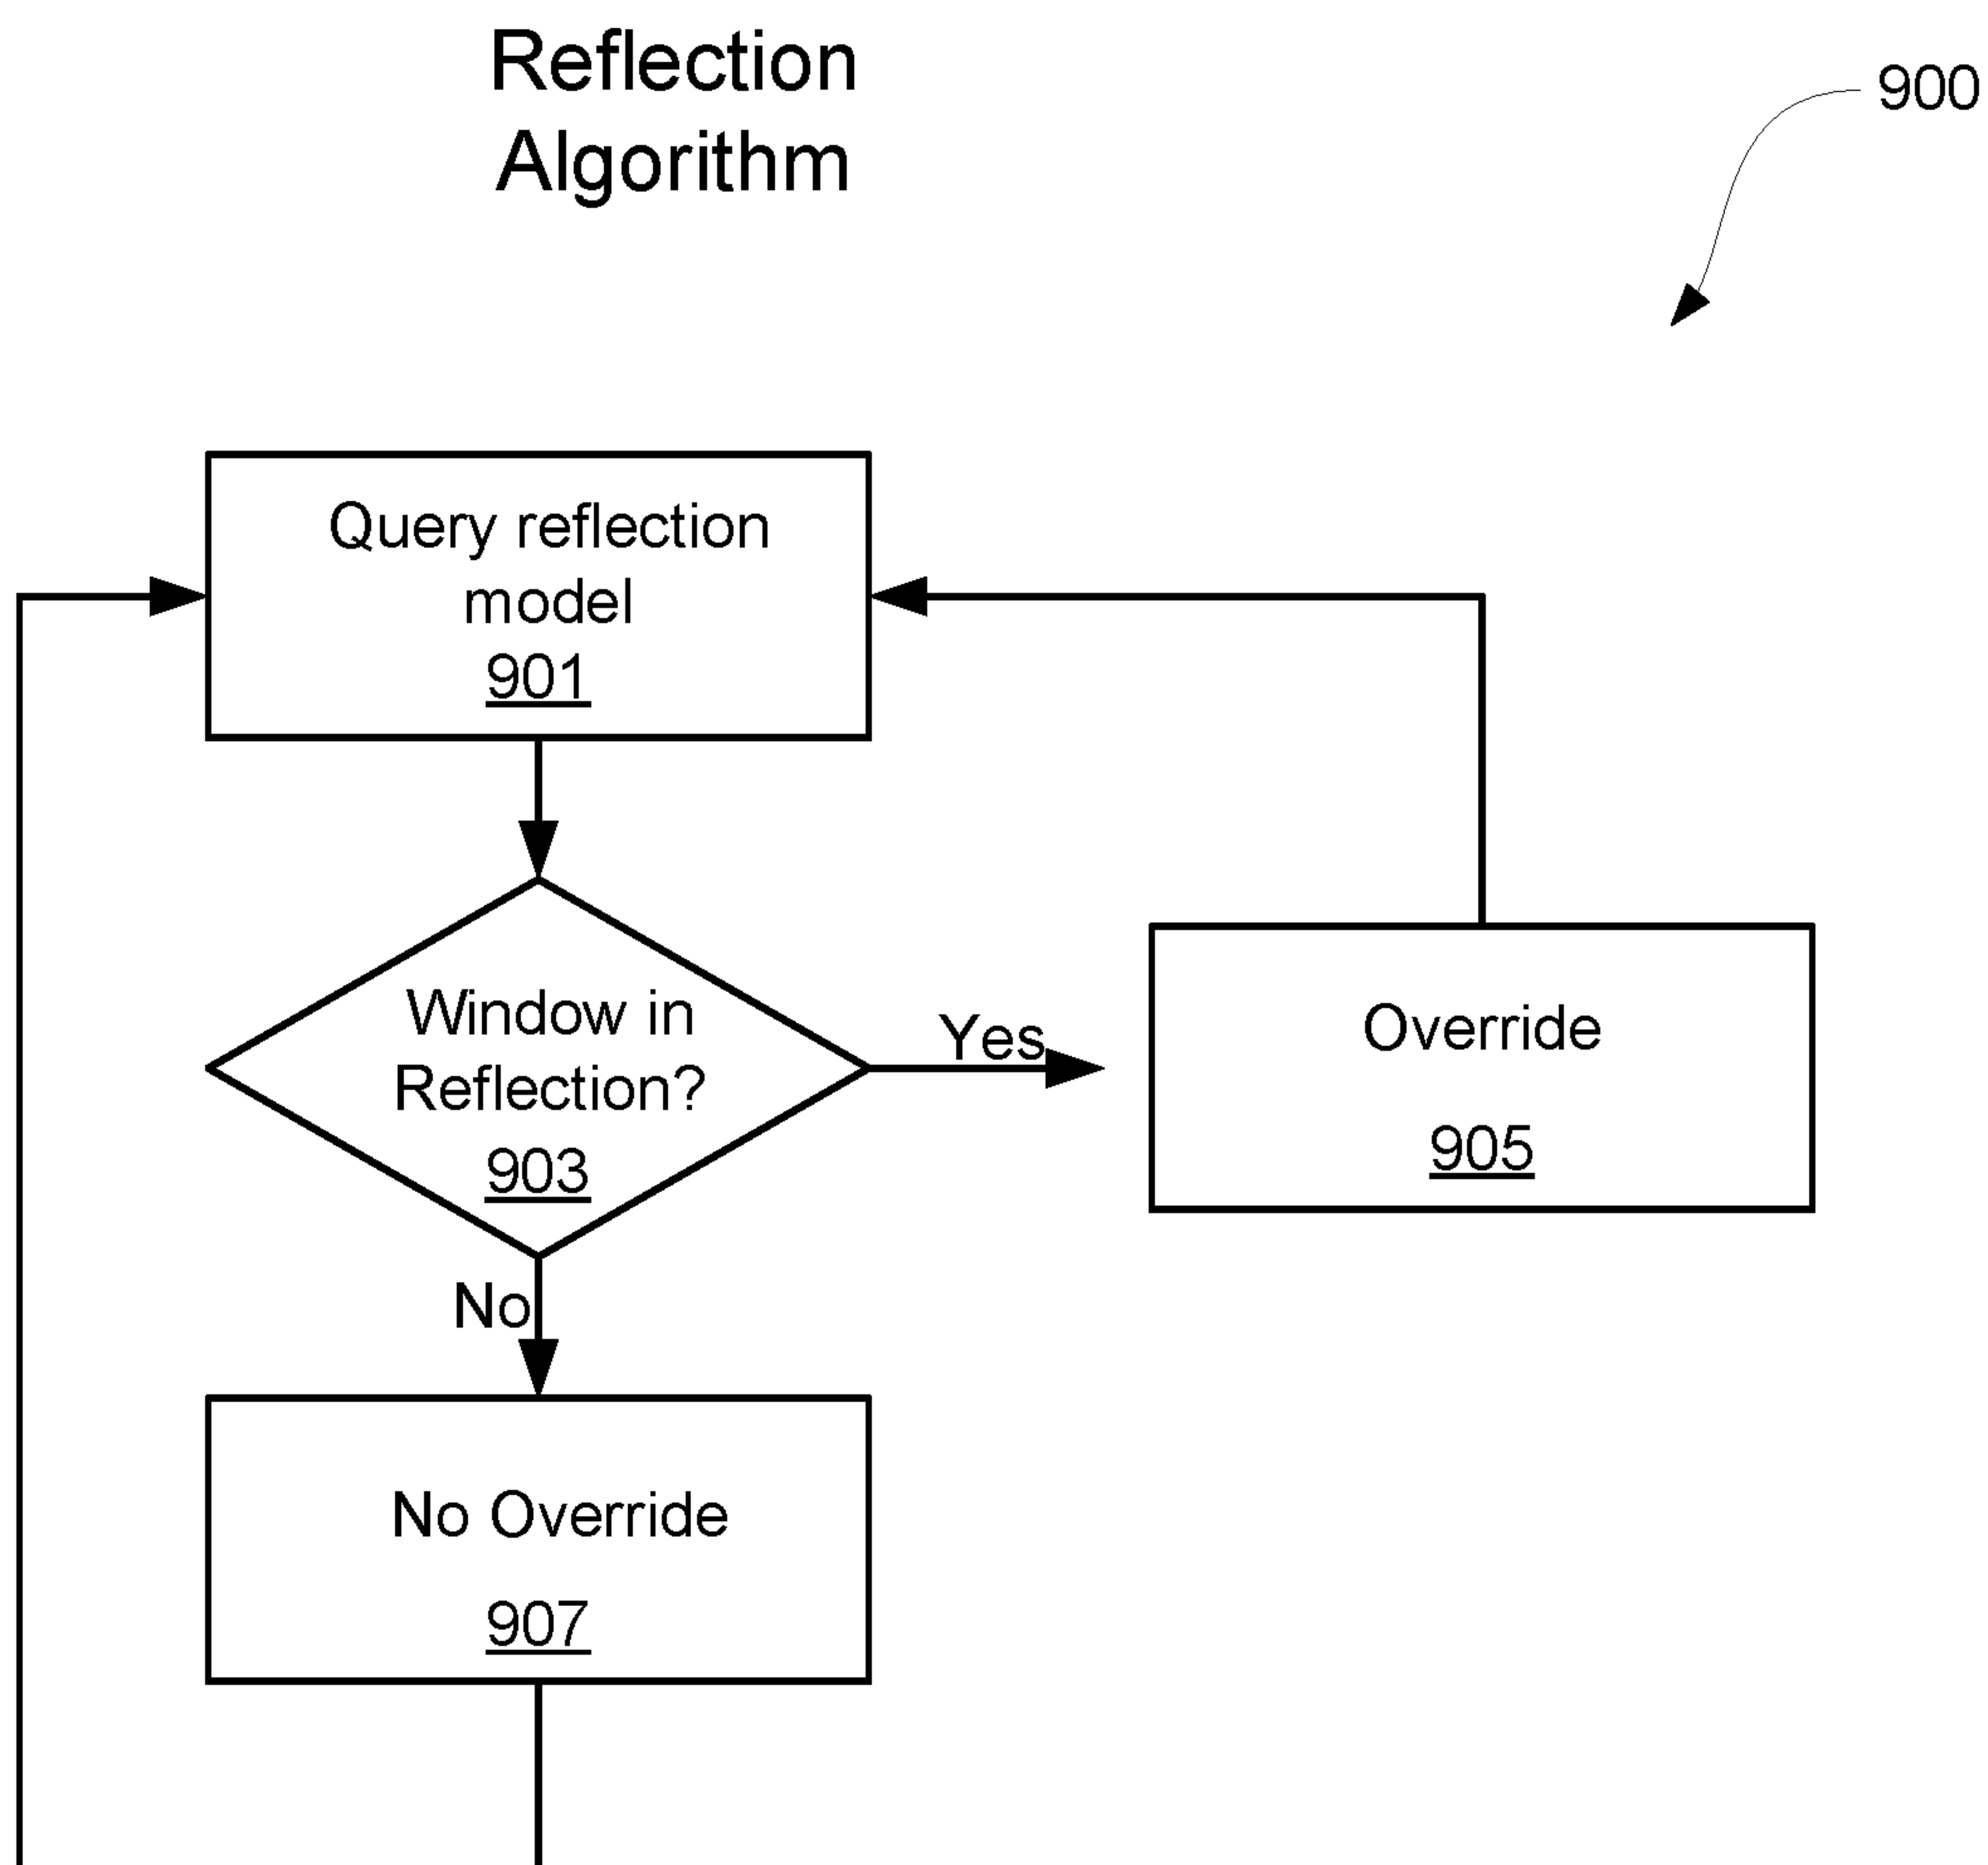 Reflection
Algorithm
900
Query reflection
model
901
Window in
Reflection?
903
Yes
Override
905
No
No Override
907